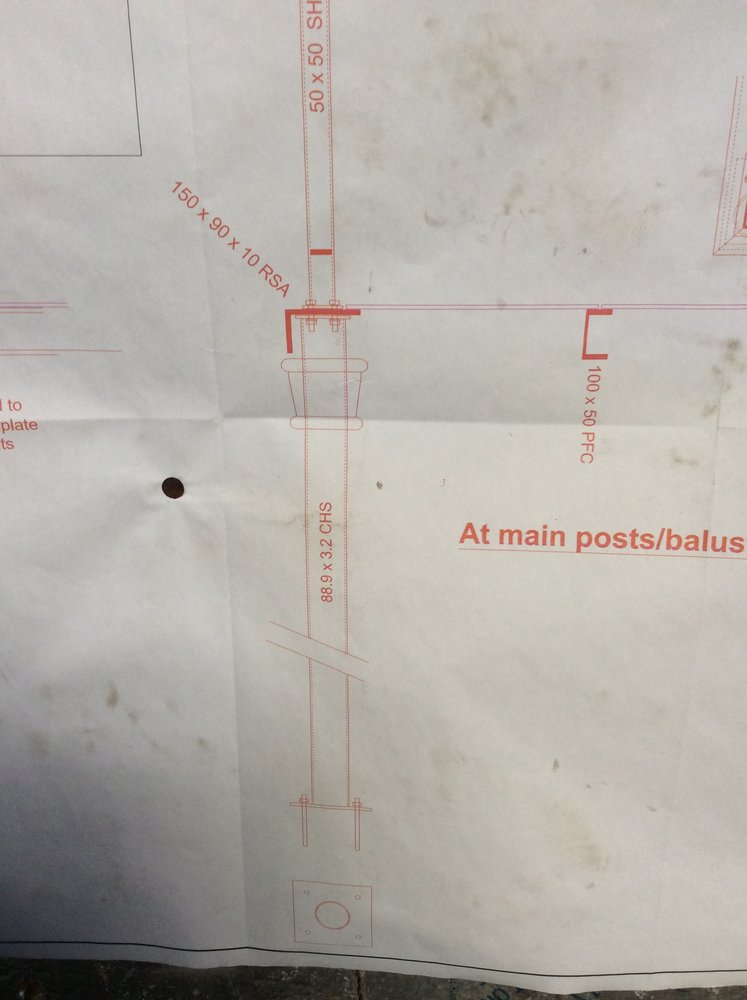 50 x 50 SH
150 x 90 x 10 RSA
100 x 50 PFC
to
plate
ts
88.9 x 3.2 CHS
At main posts/balus